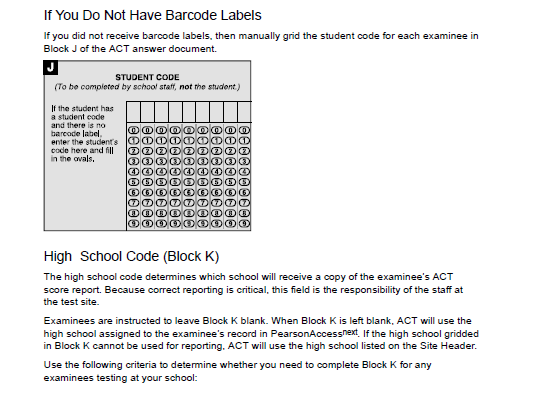 If You Do Not Have Barcode Labels
If you did not receive barcode labels, then manually grid the student code for each examinee in
Block J of the ACT answer document.
J
STUDENT CODE
(To be completed by school staff, not the student.)
If the student has
a student code
and there is no
barcode label,
enter the student's
code here and fill
in the ovals.
0 0 0 0 0 0 0 0 0
1 1 1 1 1 1 1 1 1
2 2 2 2 2 2 2 2 2
3 3 3 3 3 3 3 3 3
4 4 4 4 4 4 4 4 4
5 5 5 5 5 5 5 5 5
6 6 6 6 6 6 6 6 6
7 7 7 7 7 7 7 7 7
8 8 8 8 8 8 8 8 8
9 9 9 9 9 9 9 9 9
High School Code (Block K)
The high school code determines which school will receive a copy of the examinee's ACT
score report. Because correct reporting is critical, this field is the responsibility of the staff at
the test site.
Examinees are instructed to leave Block K blank. When Block K is left blank, ACT will use the
high school assigned to the examinee's record in PearsonAccessnext. If the high school gridded
in Block K cannot be used for reporting, ACT will use the high school listed on the Site Header.
Use the following criteria to determine whether you need to complete Block K for any
examinees testing at your school: